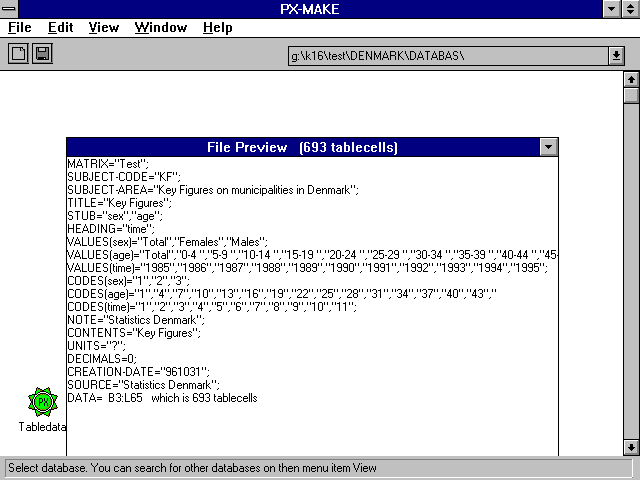 PX-MAKE
File Edit View Window Help
g:\k16\test\DENMARK\DATABAS\
File Preview (693 tablecells)
MATRIX="Test";
SUBJECT-CODE="KF";
SUBJECT-AREA="Key Figures on municipalities in Denmark";
TITLE="Key Figures";
STUB="sex","age";
HEADING="time";
VALUES(sex)="Total","Females","Males";
VALUES(age)="Total","0-4 ","5-9 ","10-14 ","15-19 ","20-24 ","25-29 ","30-34 ","35-39 ","40-44 ","45-
VALUES(time)="1985","1986","1987","1988","1989","1990","1991","1992","1993","1994","1995";
CODES(sex)="1","2","3";
CODES(age)="1","4","7","10","13","16","19","22","25","28","31","34","37","40","43","
CODES(time)="1","2","3","4","5","6","7","8","9","10","11";
NOTE="Statistics Denmark";
CONTENTS="Key Figures";
UNITS="?";
DECIMALS=0;
CREATION-DATE="961031";
SOURCE="Statistics Denmark";
DATA= B3:L65 which is 693 tablecells
PX
Tabledata
Select database. You can search for other databases on then menu item View